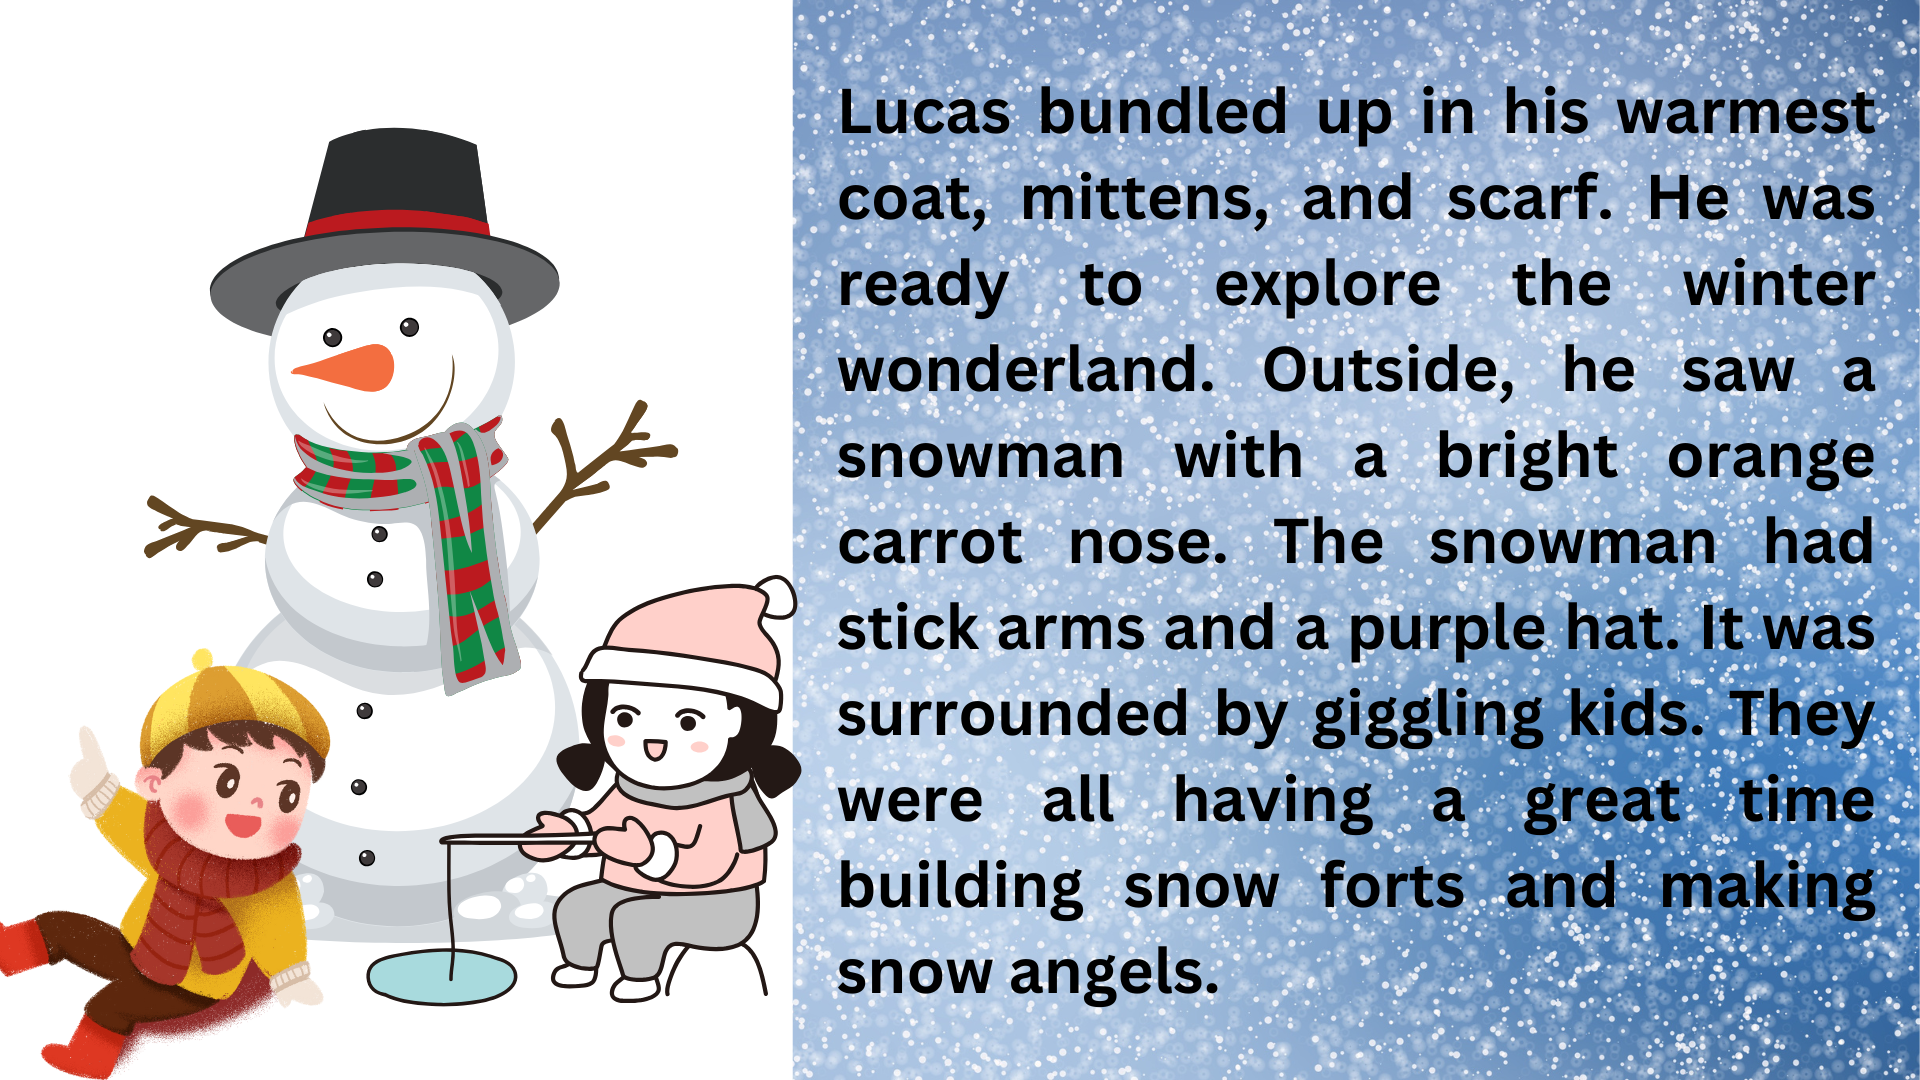 Lucas bundled up in his warmest
coat, mittens, and scarf. He was
ready to explore the winter
wonderland. Outside, he saw a
snowman with a bright orange
carrot nose. The snowman had
stick arms and a purple hat. It was
surrounded by giggling kids. They
were all having a great time
building snow forts and making
snow angels.